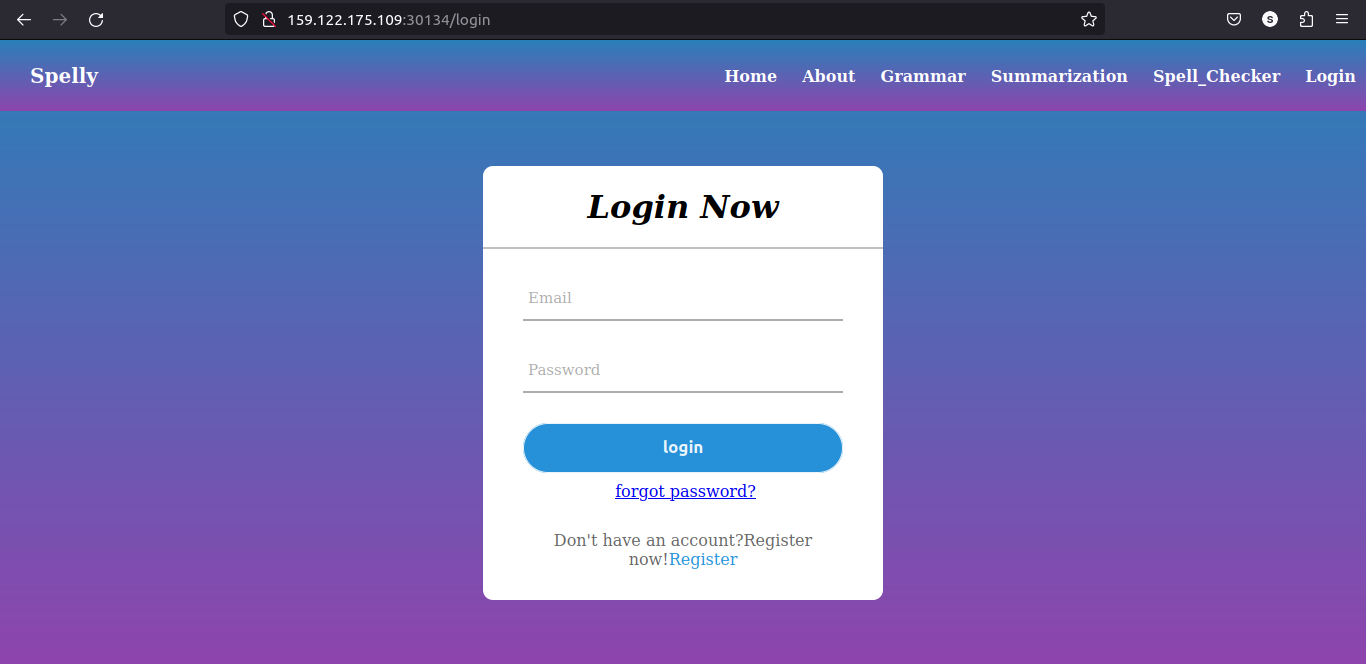 159.122.175.109:30134/login
S
Spelly
Home About Grammar Summarization Spell_Checker Login
Login Now
Email
Password
login
forgot password?
Don't have an account?Register
now!Register